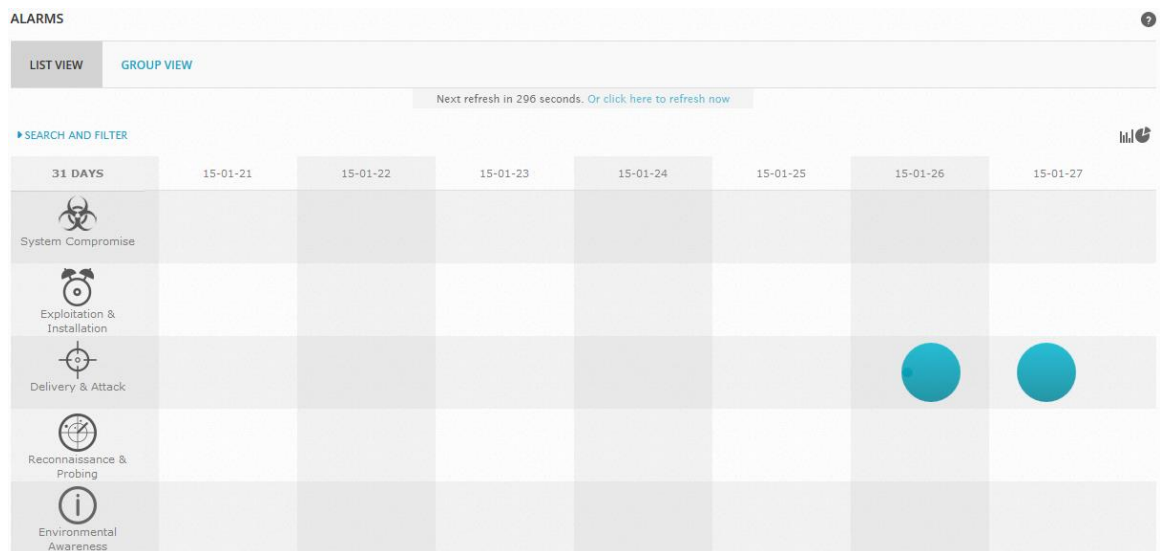 ALARMS
?
LIST VIEW
GROUP VIEW
Next refresh in 296 seconds. Or click here to refresh now
SEARCH AND FILTER
31 DAYS 15-01-21 15-01-22 15-01-23 15-01-24 15-01-25 15-01-26 15-01-27
System Compromise
Exploitation &
Installation
Delivery & Attack
Reconnaissance &
Probing
Environmental
Awareness